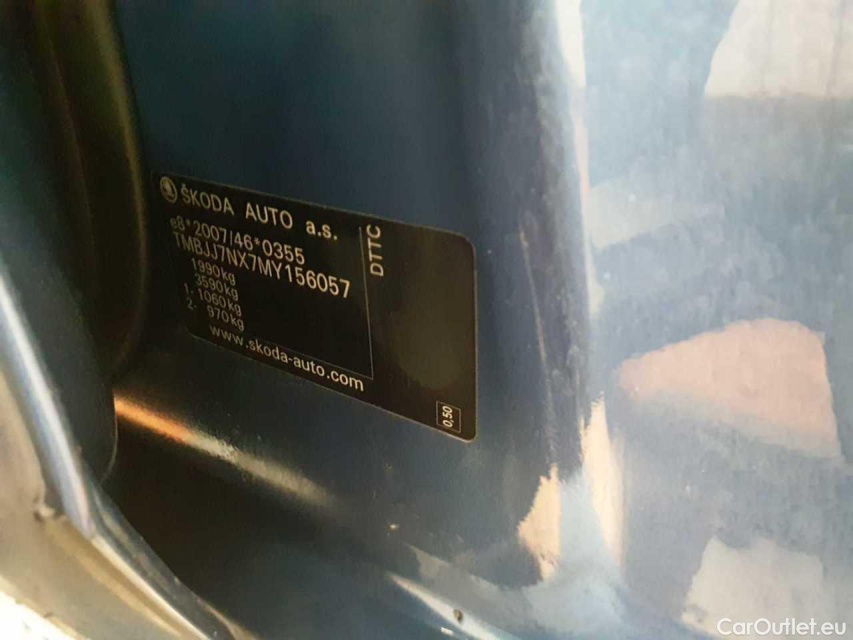 ŠKODA AUTO a.s.
e8*2007/46*0355
TMBJJ7NX7MY156057
1990kg
3590kg
1- 1060kg
2- 970kg
www.skoda-auto.com
DTTC
0.50
CarOutlet.eu